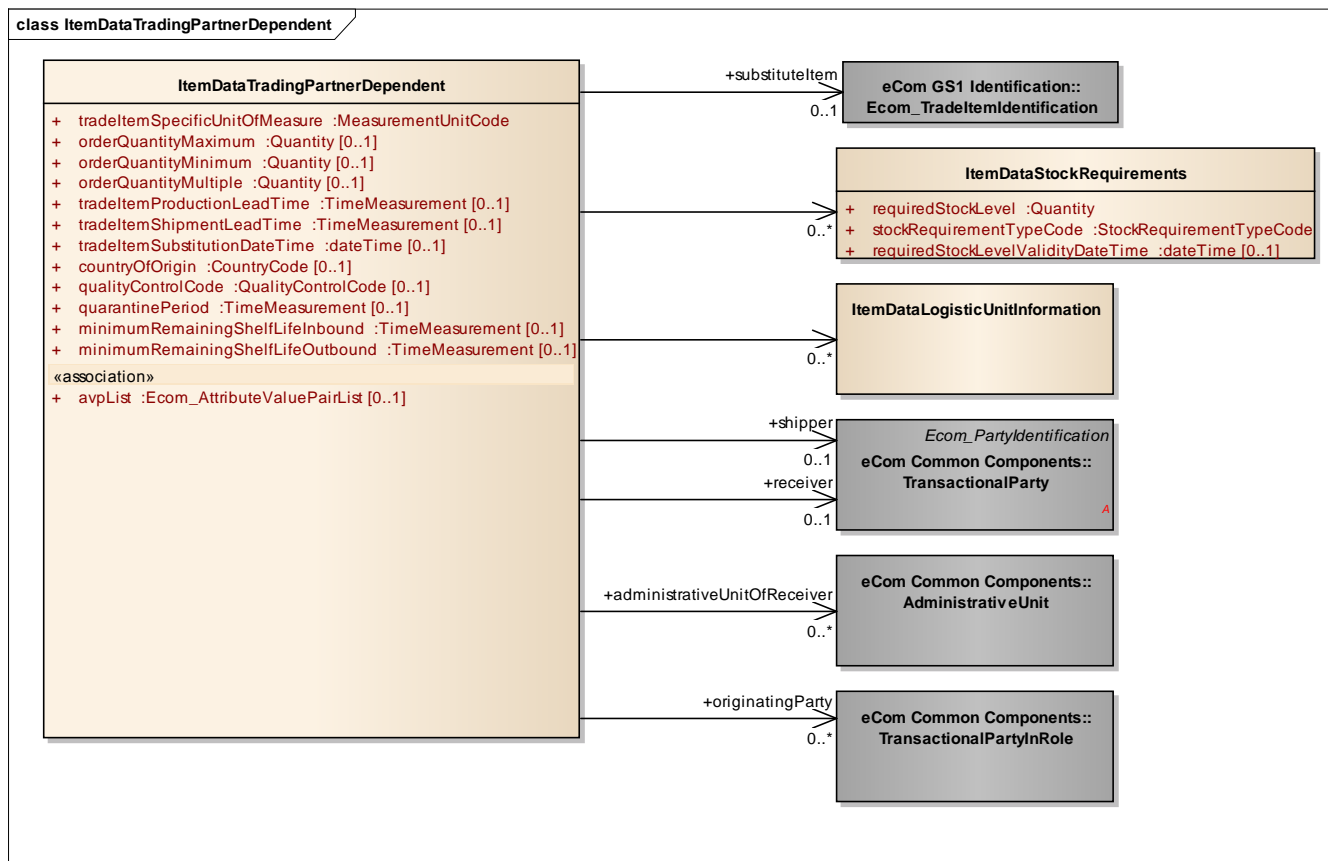 class ItemDataTradingPartnerDependent
ItemDataTradingPartnerDependent
+ tradeItemSpecificUnitOfMeasure :MeasurementUnitCode
+ orderQuantityMaximum :Quantity [0..1]
+ orderQuantityMinimum :Quantity [0..1]
+ orderQuantityMultiple :Quantity [0..1]
+ tradeItemProductionLeadTime :TimeMeasurement [0..1]
+ tradeItemShipmentLeadTime :TimeMeasurement [0..1]
+ tradeItemSubstitutionDateTime :dateTime [0..1]
+ countryOfOrigin :CountryCode [0..1]
+ qualityControlCode :QualityControlCode [0..1]
+ quarantinePeriod :TimeMeasurement [0..1]
+ minimumRemainingShelfLifeInbound :TimeMeasurement [0..1]
+ minimumRemainingShelfLifeOutbound :TimeMeasurement [0..1]
«association»
+ avpList :Ecom_AttributeValuePairList [0..1]
+substituteItem
0..1
eCom GS1 Identification::
Ecom_TradeItemIdentification
0..*
ItemDataStockRequirements
+ requiredStockLevel :Quantity
+ stockRequirementTypeCode :StockRequirementTypeCode
+ requiredStockLevelValidityDateTime :dateTime [0..1]
0..*
ItemDataLogisticUnitInformation
+shipper
0..1
+receiver
0..1
Ecom_PartyIdentification
eCom Common Components::
TransactionalParty
A
+administrativeUnitOfReceiver
0..*
eCom Common Components::
AdministrativeUnit
+originatingParty
0..*
eCom Common Components::
TransactionalPartyInRole